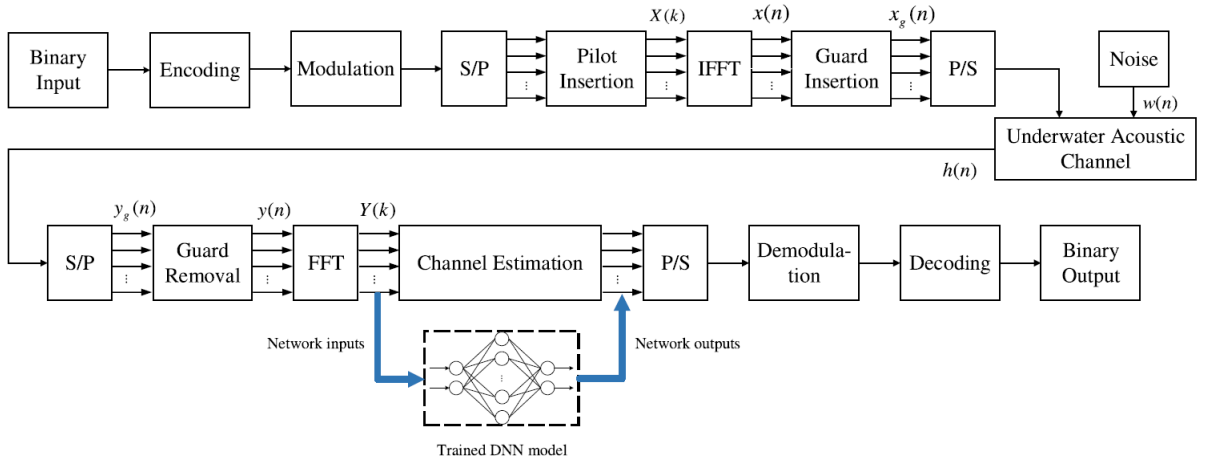 X(k)
x(n)
x_g(n)
Binary
Input
Encoding
Modulation
S/P
Pilot
Insertion
IFFT
Guard
Insertion
P/S
Noise
w(n)
Underwater Acoustic
Channel
h(n)
y_g(n)
y(n)
Y(k)
S/P
Guard
Removal
FFT
Channel Estimation
P/S
Demodula-
tation
Decoding
Binary
Output
Network inputs
Network outputs
Trained DNN model